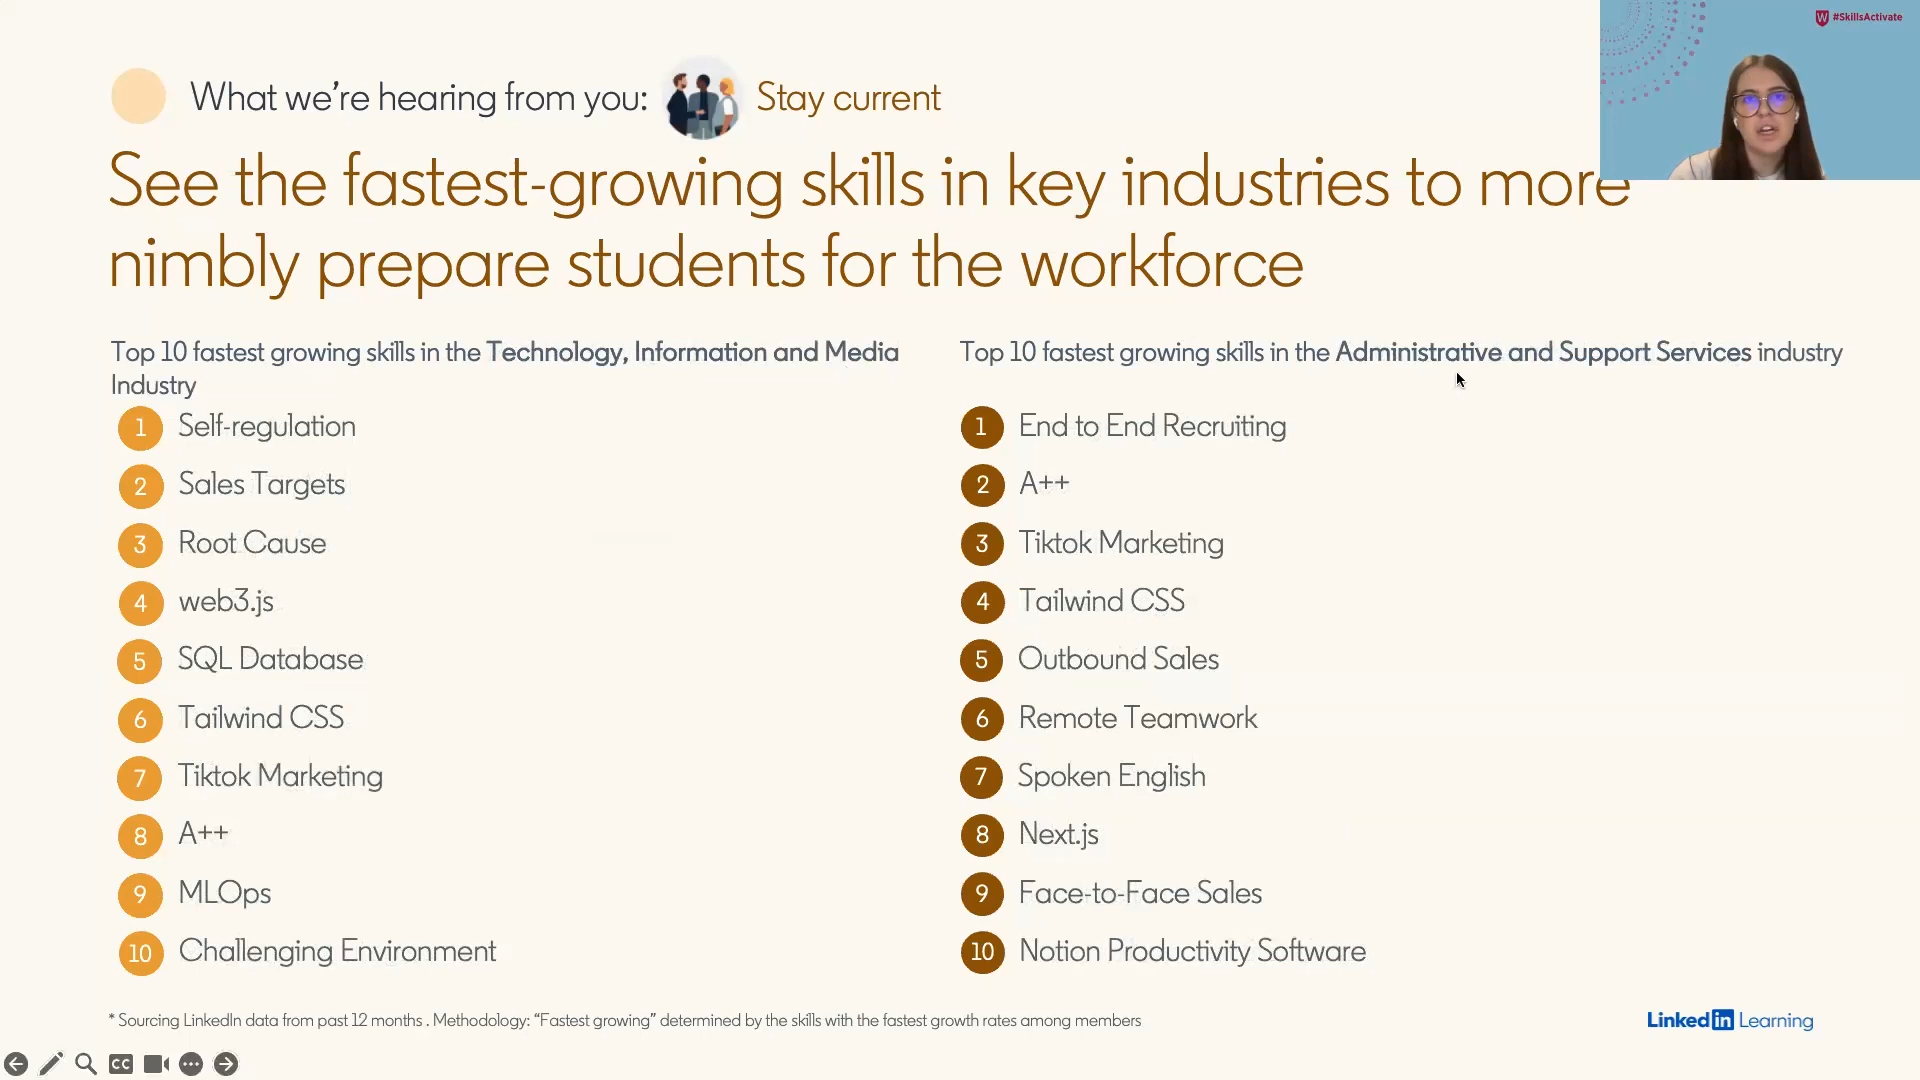 #SkillsActivate
What we’re hearing from you:
Stay current
See the fastest-growing skills in key industries to more
nimbly prepare students for the workforce
Top 10 fastest growing skills in the Technology, Information and Media
Industry
1 Self-regulation
2 Sales Targets
3 Root Cause
4 web3.js
5 SQL Database
6 Tailwind CSS
7 Tiktok Marketing
8 A++
9 MLOps
10 Challenging Environment
Top 10 fastest growing skills in the Administrative and Support Services industry
1 End to End Recruiting
2 A++
3 Tiktok Marketing
4 Tailwind CSS
5 Outbound Sales
6 Remote Teamwork
7 Spoken English
8 Next.js
9 Face-to-Face Sales
10 Notion Productivity Software
* Sourcing LinkedIn data from past 12 months . Methodology: “Fastest growing” determined by the skills with the fastest growth rates among members
LinkedIn Learning
CC